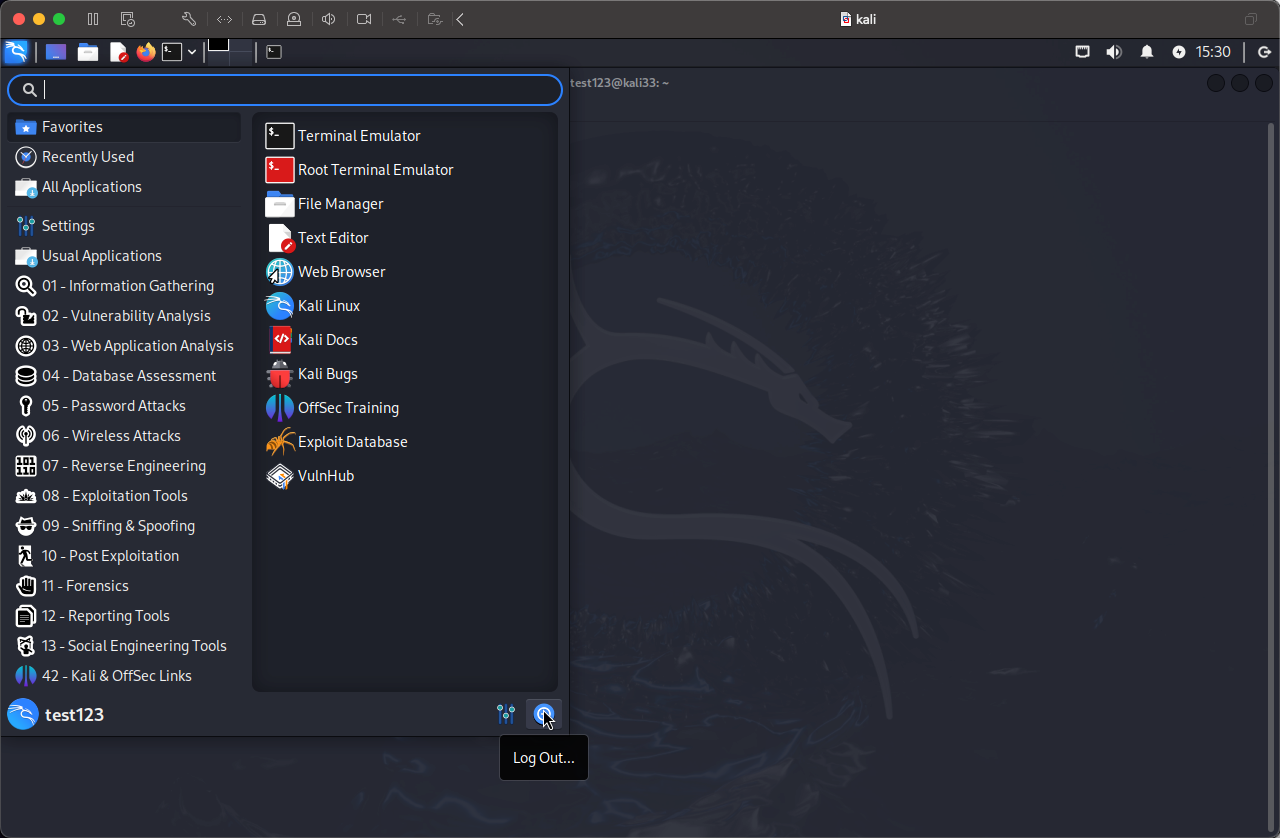 kali
15:30
test123@kali33: ~
Favorites
Recently Used
All Applications
Settings
Usual Applications
01 - Information Gathering
02 - Vulnerability Analysis
03 - Web Application Analysis
04 - Database Assessment
05 - Password Attacks
06 - Wireless Attacks
07 - Reverse Engineering
08 - Exploitation Tools
09 - Sniffing & Spoofing
10 - Post Exploitation
11 - Forensics
12 - Reporting Tools
13 - Social Engineering Tools
42 - Kali & OffSec Links
Terminal Emulator
Root Terminal Emulator
File Manager
Text Editor
Web Browser
Kali Linux
Kali Docs
Kali Bugs
OffSec Training
Exploit Database
VulnHub
test123
Log Out...